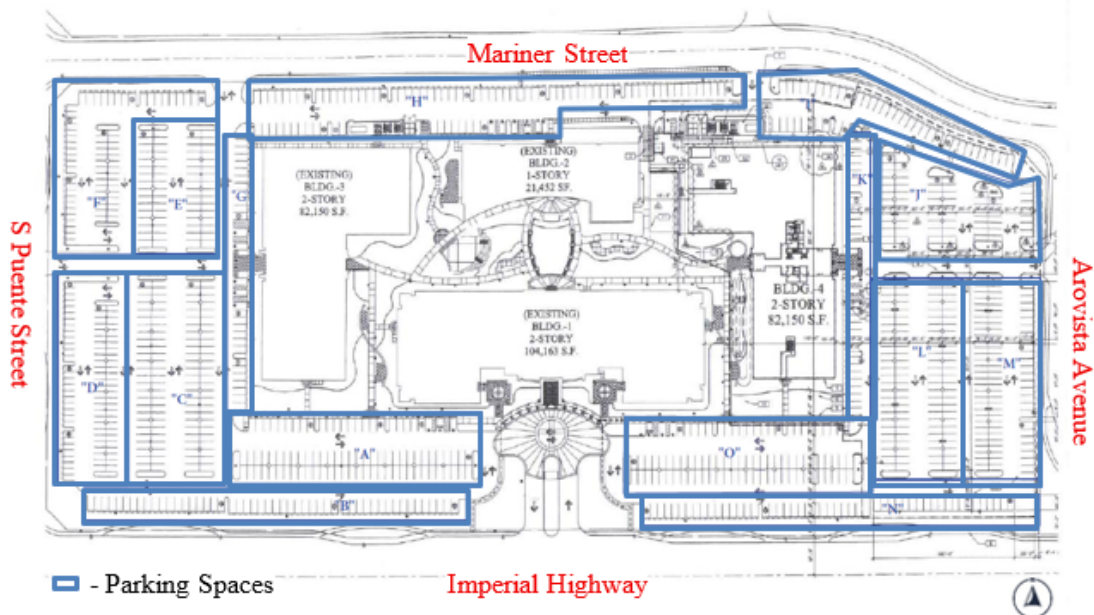 Mariner Street
"H"
"I"
(EXISTING)
BLDG.-2
1-STORY
21,452 S.F.
(EXISTING)
BLDG.-3
2-STORY
82,150 S.F.
"K"
"J"
"F"
"E"
"G
S Puente Street
Arovista Avenue
BLDG.-4
2-STORY
82,150 S.F.
(EXISTING)
BLDG.-1
2-STORY
104,163 S.F.
"D"
"C"
"L"
"M"
"A"
"O"
"B"
"N"
- Parking Spaces
Imperial Highway